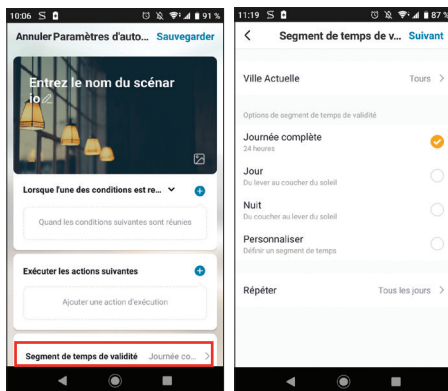 10:06 S 91 %
Annuler Paramètres d'auto... Sauvegarder
Entrez le nom du scénar
io
Lorsque l'une des conditions est re...
Quand les conditions suivantes sont réunies
Exécuter les actions suivantes
Ajouter une action d'exécution
Segment de temps de validité Journée co...
11:19 S 87 %
Segment de temps de v... Suivant
Ville Actuelle Tours
Options de segment de temps de validité
Journée complète
24 heures
Jour
Du lever au coucher du soleil
Nuit
Du coucher au lever du soleil
Personnaliser
Définir un segment de temps
Répéter Tous les jours